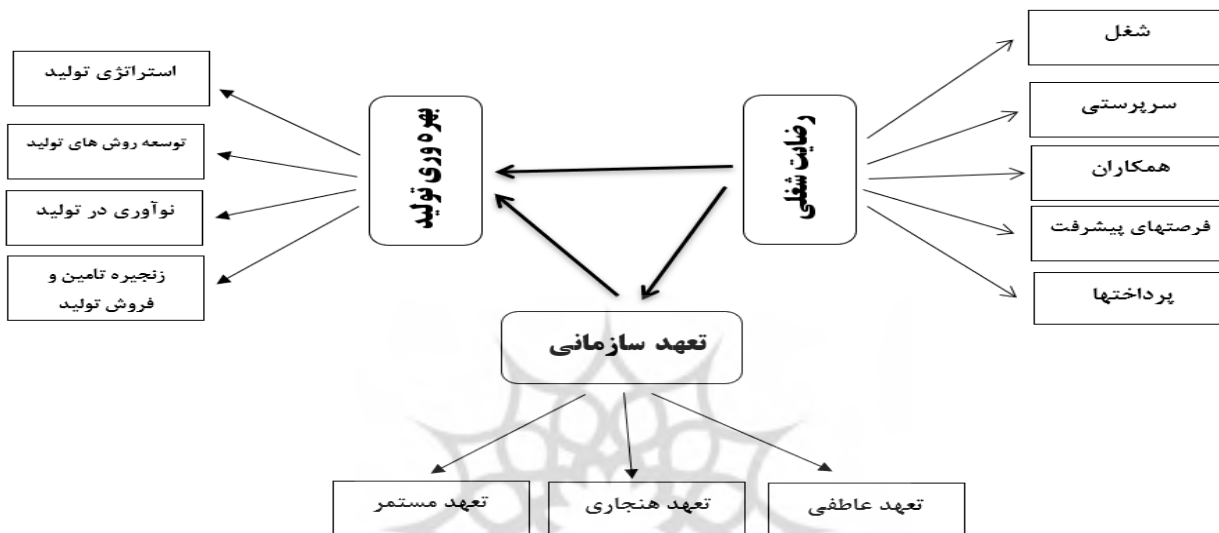 شغل
سرپرستی
همکاران
فرصتهای پیشرفت
پرداختها
رضایت شغلی
بهره وری تولید
استراتژی تولید
توسعه روش های تولید
نوآوری در تولید
زنجیره تامین و
فروش تولید
تعهد سازمانی
تعهد عاطفی
تعهد هنجاری
تعهد مستمر